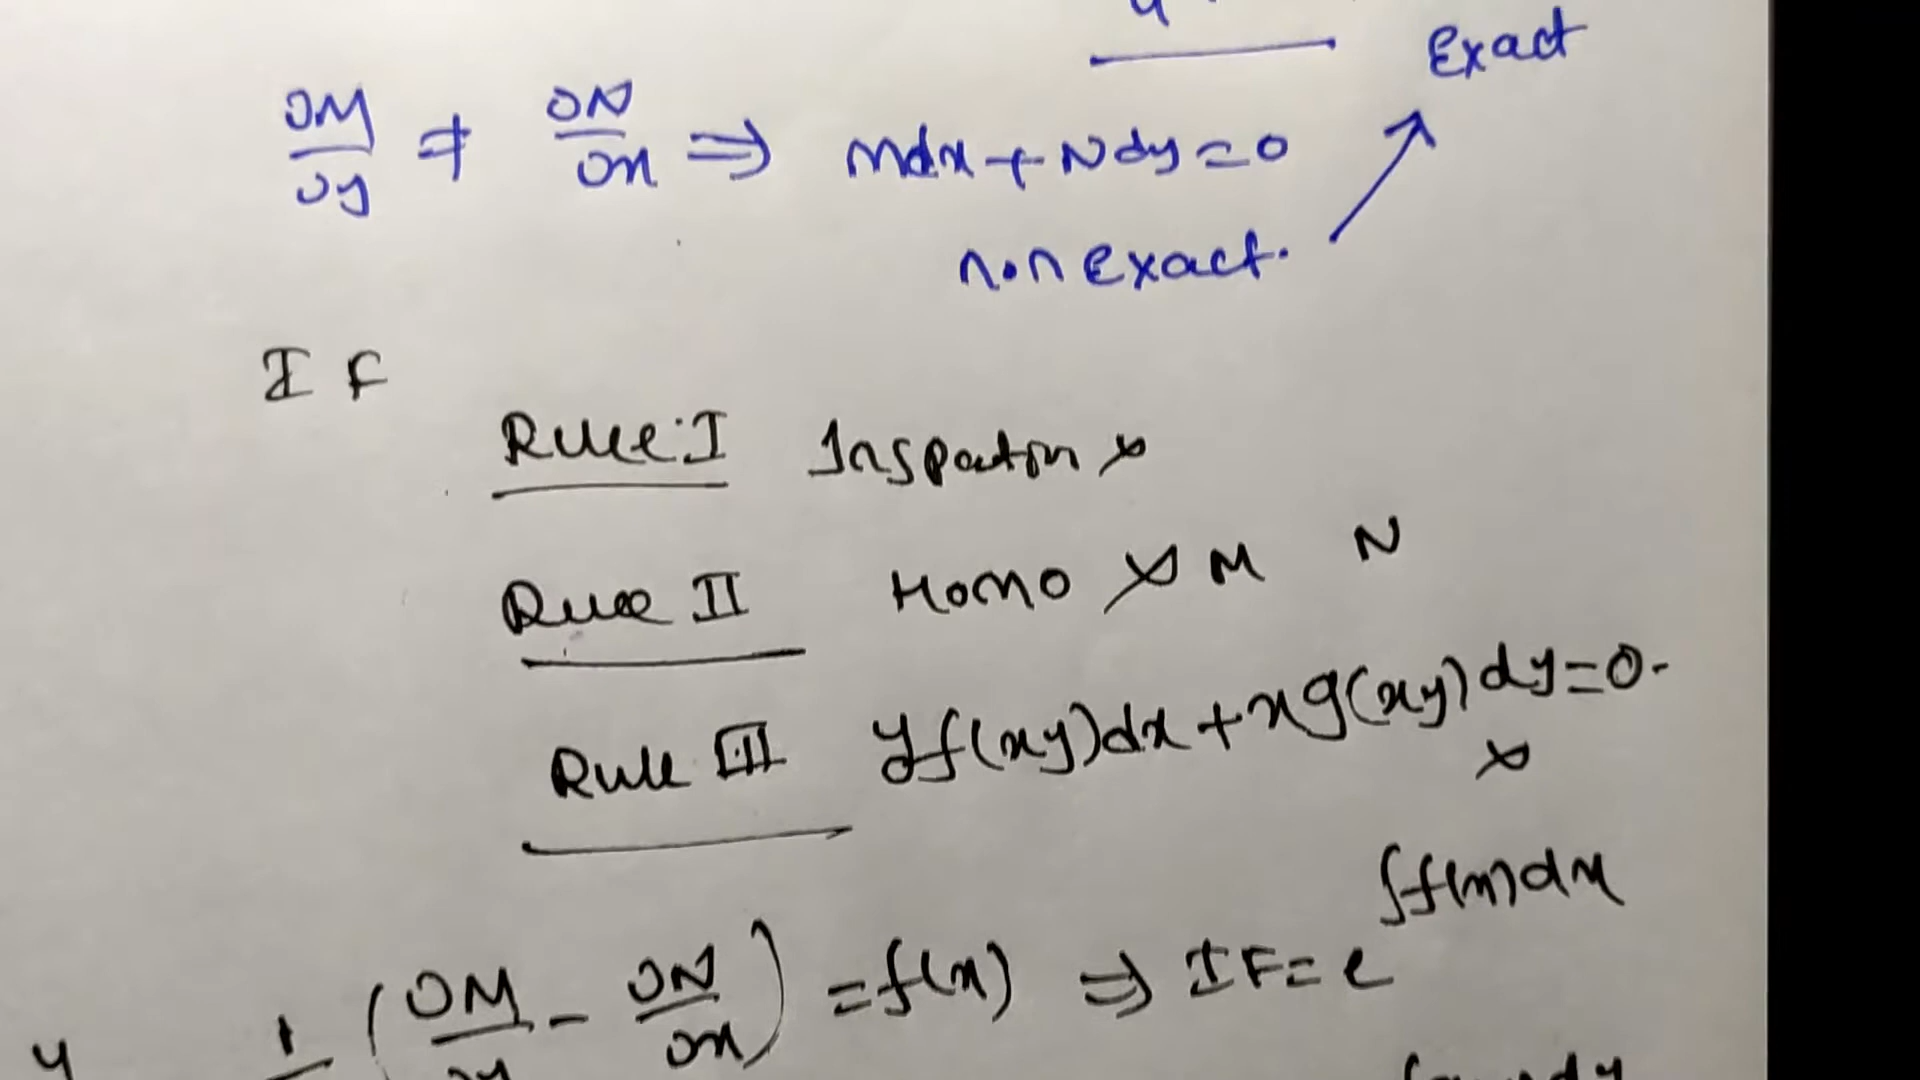 Exact
∂M/∂y ≠ ∂N/∂x ⇒ Mdx + Ndy = 0
non exact.
I F
Rule: I Inspection ×
Rule II Homo × M N
Rule III yf(xy)dx + xg(xy)dy = 0.
×
4 1/ (∂M/∂y - ∂N/∂x) = f(x) ⇒ IF = e^∫f(x)dx